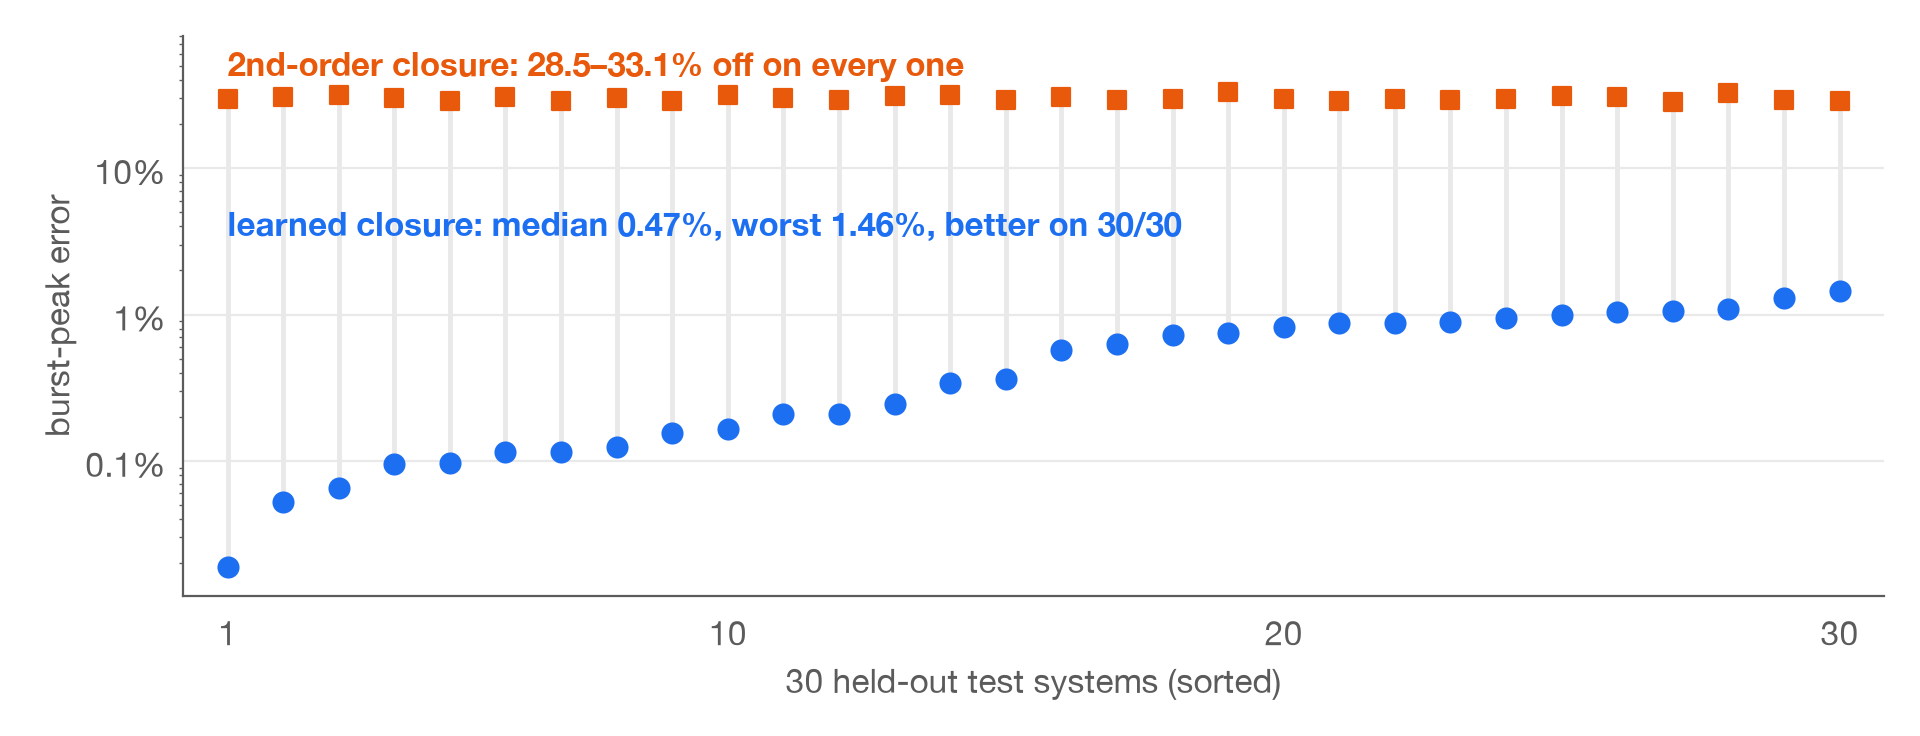 2nd-order closure: 28.5–33.1% off on every one
10%
learned closure: median 0.47%, worst 1.46%, better on 30/30
1%
0.1%
burst-peak error
1 10 20 30
30 held-out test systems (sorted)